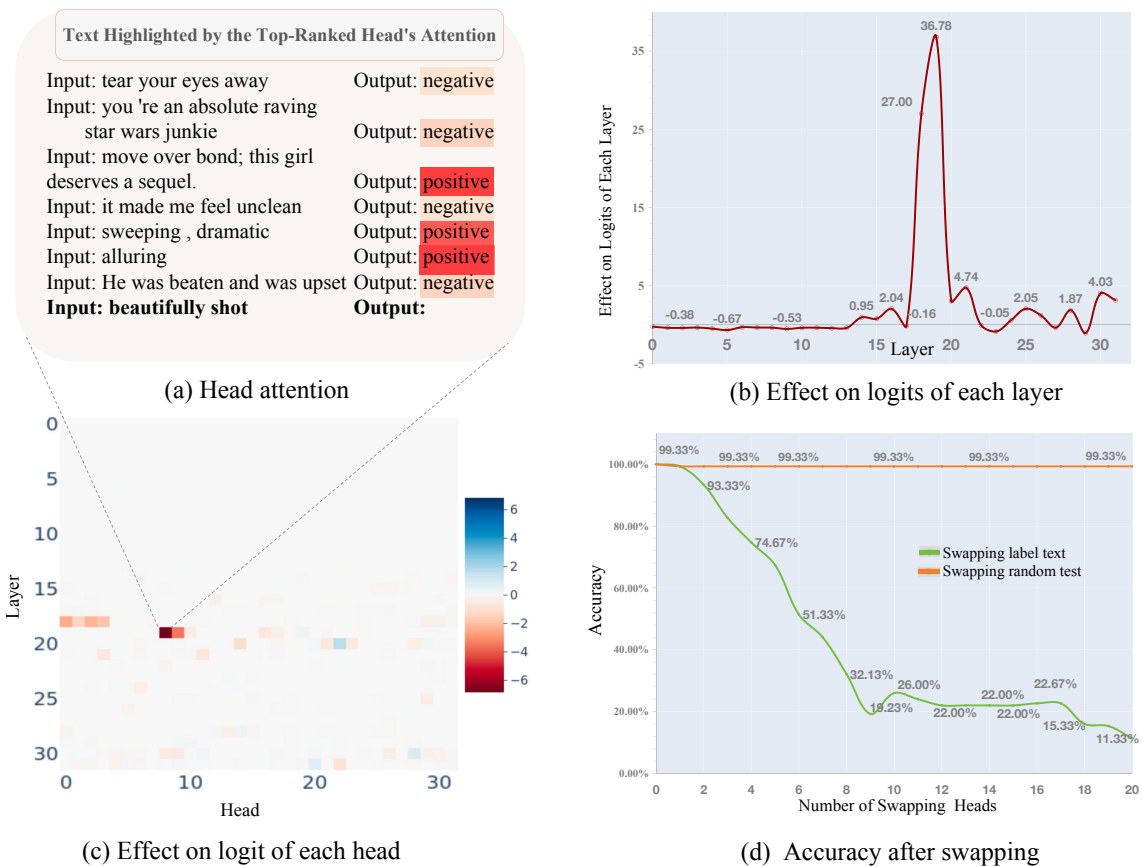 Text Highlighted by the Top-Ranked Head's Attention
Input: tear your eyes away Output: negative
Input: you 're an absolute raving
star wars junkie Output: negative
Input: move over bond; this girl
deserves a sequel. Output: positive
Input: it made me feel unclean Output: negative
Input: sweeping , dramatic Output: positive
Input: alluring Output: positive
Input: He was beaten and was upset Output: negative
Input: beautifully shot Output:
(a) Head attention
Effect on Logits of Each Layer
35
25
15
5
-5
36.78
27.00
-0.38
-0.67
-0.53
0.95
2.04
-0.16
4.74
-0.05
2.05
1.87
4.03
0 5 10 15 20 25 30
Layer
(b) Effect on logits of each layer
Layer
0
5
10
15
20
25
30
0 10 20 30
Head
6
4
2
0
−2
−4
−6
(c) Effect on logit of each head
Accuracy
100.00%
80.00%
60.00%
40.00%
20.00%
0.00%
99.33% 99.33% 99.33% 99.33% 99.33% 99.33%
93.33%
74.67%
51.33%
32.13%
19.23%
26.00%
22.00%
22.00%
22.00%
22.67%
15.33%
11.33%
Swapping label text
Swapping random test
0 2 4 6 8 10 12 14 16 18 20
Number of Swapping Heads
(d) Accuracy after swapping